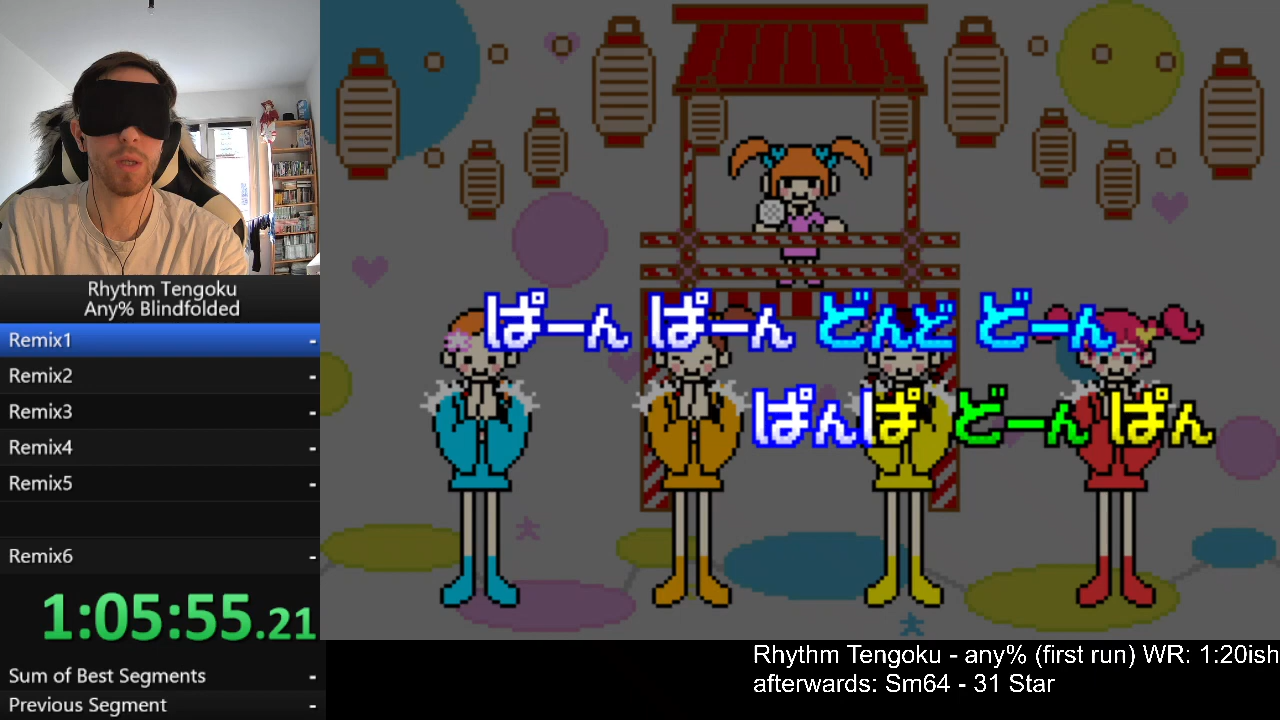 Rhythm Tengoku
Any% Blindfolded
Remix1 -
Remix2 -
Remix3 -
Remix4 -
Remix5 -
Remix6 -
1:05:55.21
Sum of Best Segments -
Previous Segment -
ぱーん ぱーん どんど どーん
ぱんぱ どーん ぱん
Rhythm Tengoku - any% (first run) WR: 1:20ish
afterwards: Sm64 - 31 Star